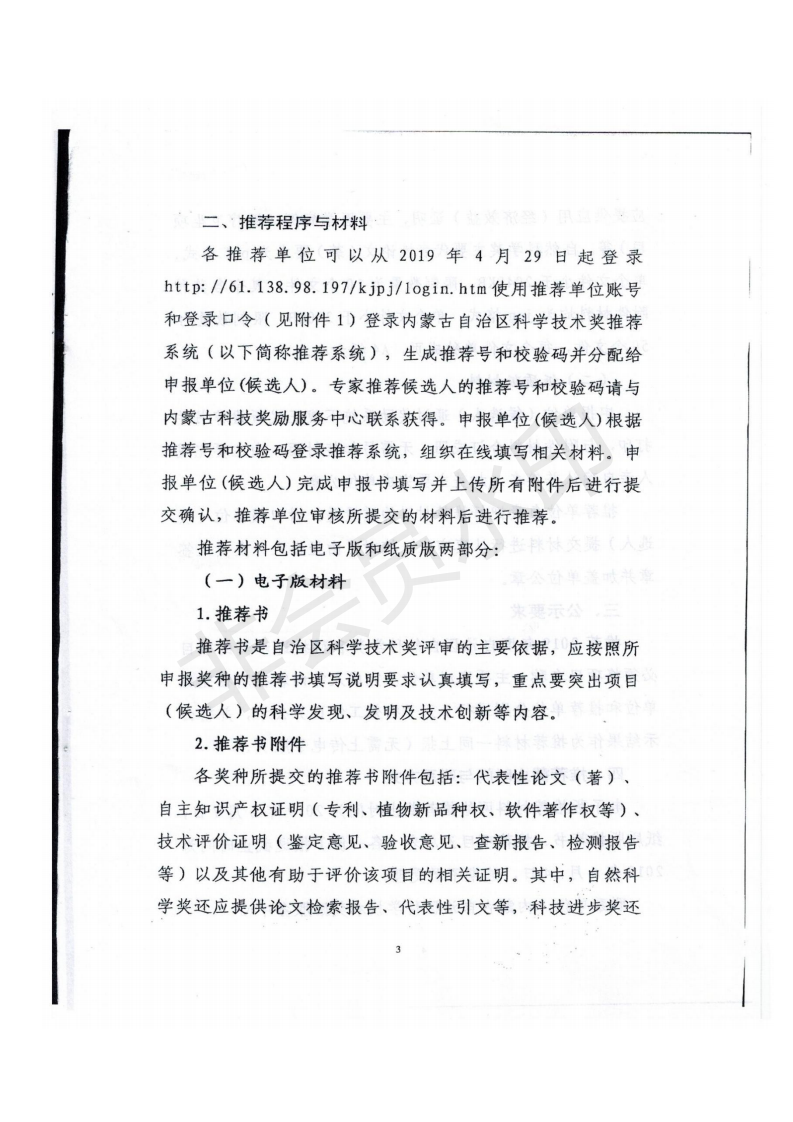 二、推荐程序与材料
各推荐单位可以从 2019 年 4 月 29 日起登录
http://61.138.98.197/kjpj/login.htm 使用推荐单位账号
和登录口令（见附件 1）登录内蒙古自治区科学技术奖推荐
系统（以下简称推荐系统），生成推荐号和校验码并分配给
申报单位(候选人)。专家推荐候选人的推荐号和校验码请与
内蒙古科技奖励服务中心联系获得。申报单位(候选人)根据
推荐号和校验码登录推荐系统，组织在线填写相关材料。申
报单位(候选人)完成申报书填写并上传所有附件后进行提
交确认，推荐单位审核所提交的材料后进行推荐。
推荐材料包括电子版和纸质版两部分：
（一）电子版材料
1.推荐书
推荐书是自治区科学技术奖评审的主要依据，应按照所
申报奖种的推荐书填写说明要求认真填写，重点要突出项目
（候选人）的科学发现、发明及技术创新等内容。
2.推荐书附件
各奖种所提交的推荐书附件包括：代表性论文（著）、
自主知识产权证明（专利、植物新品种权、软件著作权等）、
技术评价证明（鉴定意见、验收意见、查新报告、检测报告
等）以及其他有助于评价该项目的相关证明。其中，自然科
学奖还应提供论文检索报告、代表性引文等，科技进步奖还
3
非会员水印